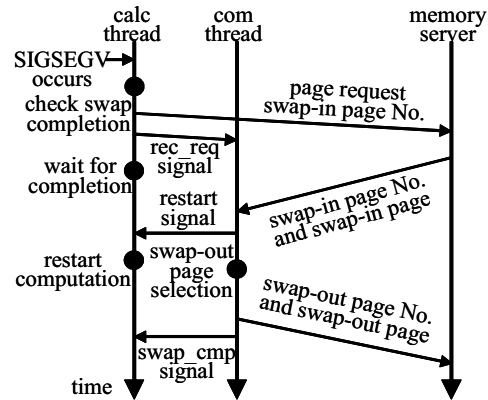 calc
thread
com
thread
memory
server
SIGSEGV
occurs
check swap
completion
page request
swap-in page No.
rec_req
signal
wait for
completion
restart
signal
swap-in page No.
and swap-in page
restart
computation
swap-out
page
selection
swap-out page No.
and swap-out page
swap_cmp
signal
time